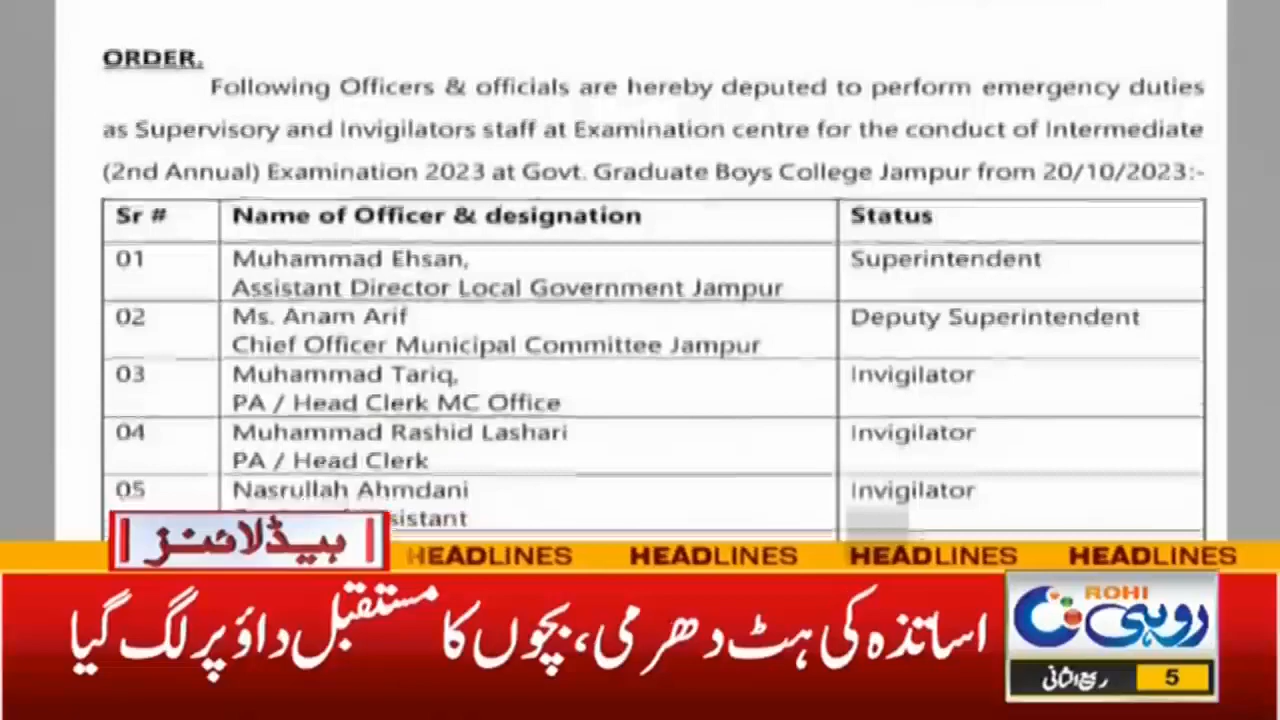 ORDER.
Following Officers & officials are hereby deputed to perform emergency duties
as Supervisory and Invigilators staff at Examination centre for the conduct of Intermediate
(2nd Annual) Examination 2023 at Govt. Graduate Boys College Jampur from 20/10/2023:-
Sr # Name of Officer & designation Status
01 Muhammad Ehsan, Superintendent
Assistant Director Local Government Jampur
02 Ms. Anam Arif Deputy Superintendent
Chief Officer Municipal Committee Jampur
03 Muhammad Tariq, Invigilator
PA / Head Clerk MC Office
04 Muhammad Rashid Lashari Invigilator
PA / Head Clerk
05 Nasrullah Ahmdani Invigilator
ہیڈلائنز
HEADLINES HEADLINES HEADLINES HEADLINES
اساتذہ کی ہٹ دھرمی، بچوں کا مستقبل داؤ پر لگ گیا
ROHI
روہی
ربیع الثانی 5